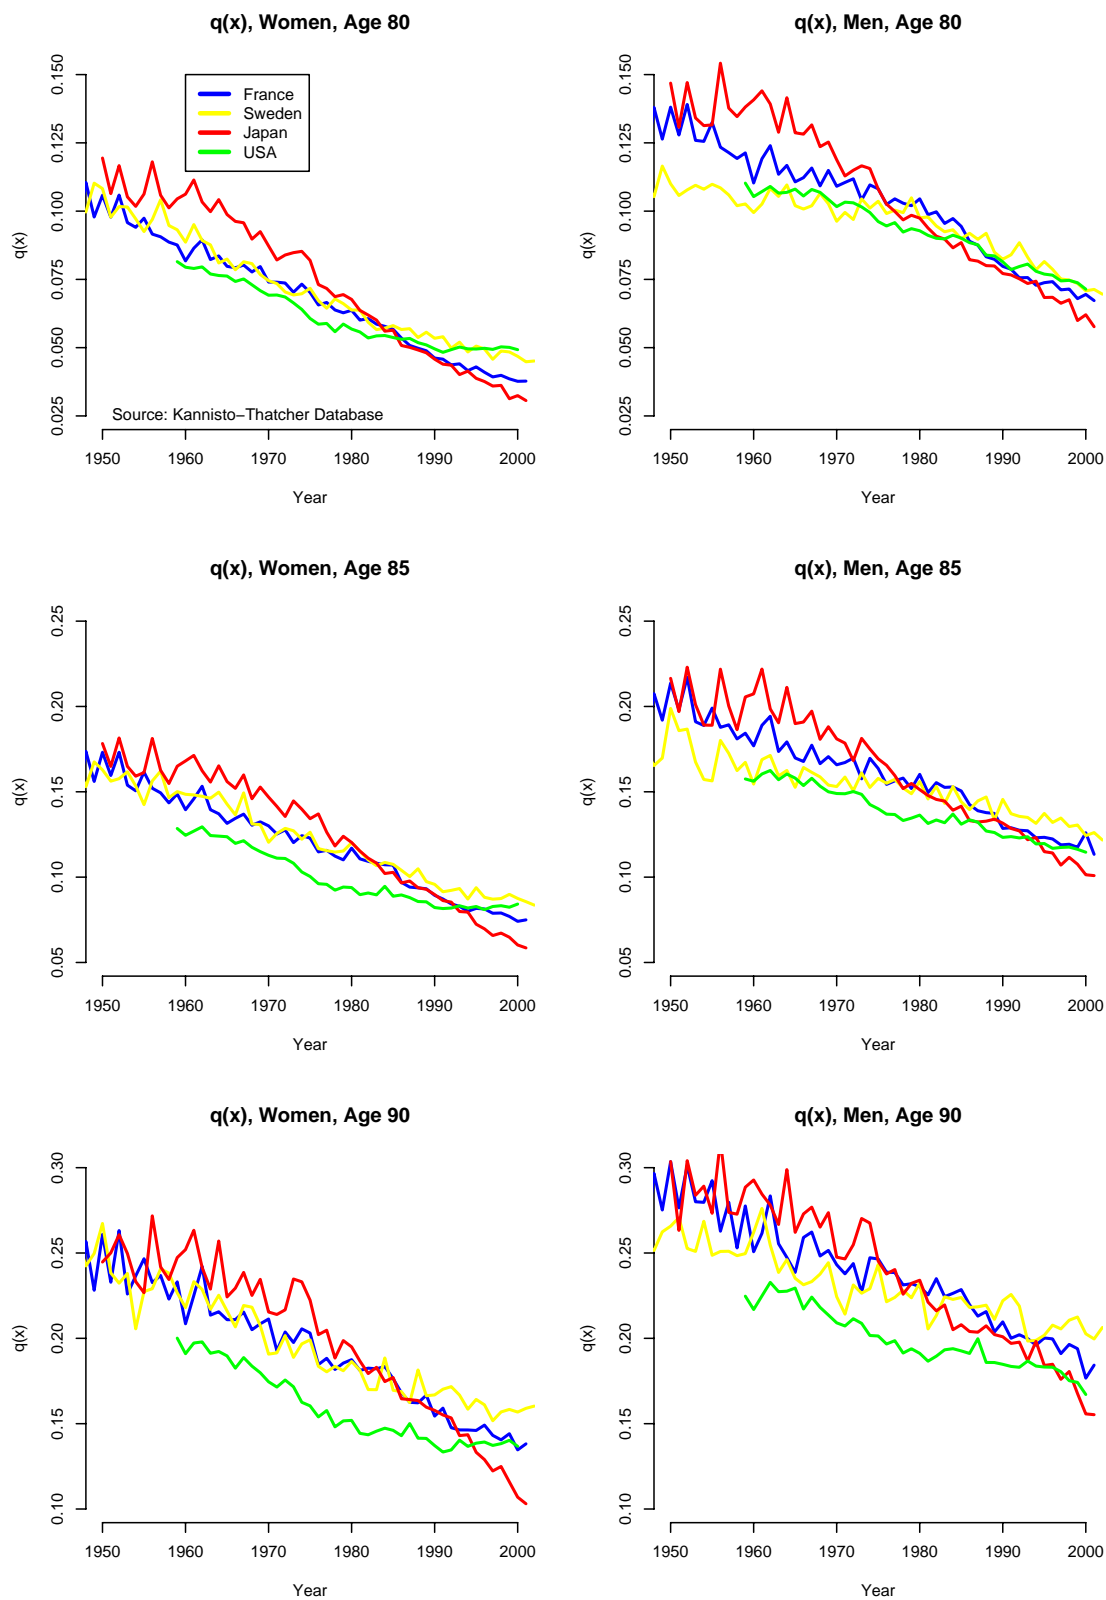 q(x), Women, Age 80
q(x)
0.025 0.050 0.075 0.100 0.125 0.150
France
Sweden
Japan
USA
Source: Kannisto−Thatcher Database
1950 1960 1970 1980 1990 2000
Year
q(x), Men, Age 80
q(x)
0.025 0.050 0.075 0.100 0.125 0.150
1950 1960 1970 1980 1990 2000
Year
q(x), Women, Age 85
q(x)
0.05 0.10 0.15 0.20 0.25
1950 1960 1970 1980 1990 2000
Year
q(x), Men, Age 85
q(x)
0.05 0.10 0.15 0.20 0.25
1950 1960 1970 1980 1990 2000
Year
q(x), Women, Age 90
q(x)
0.10 0.15 0.20 0.25 0.30
1950 1960 1970 1980 1990 2000
Year
q(x), Men, Age 90
q(x)
0.10 0.15 0.20 0.25 0.30
1950 1960 1970 1980 1990 2000
Year